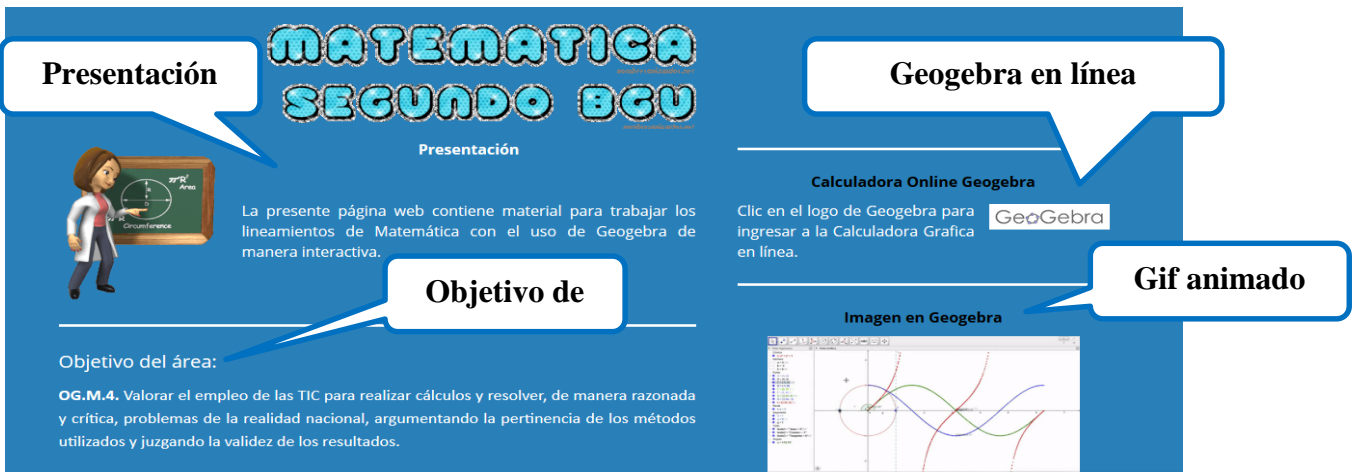 MATEMATICA
SEGUNDO BGU
Presentación
Presentación
La presente página web contiene material para trabajar los
lineamientos de Matemática con el uso de Geogebra de
manera interactiva.
Objetivo de
Objetivo del área:
OG.M.4. Valorar el empleo de las TIC para realizar cálculos y resolver, de manera razonada
y crítica, problemas de la realidad nacional, argumentando la pertinencia de los métodos
utilizados y juzgando la validez de los resultados.
Area
Circumference
Geogebra en línea
Calculadora Online Geogebra
Clic en el logo de Geogebra para
ingresar a la Calculadora Grafica
en línea.
GeoGebra
Gif animado
Imagen en Geogebra